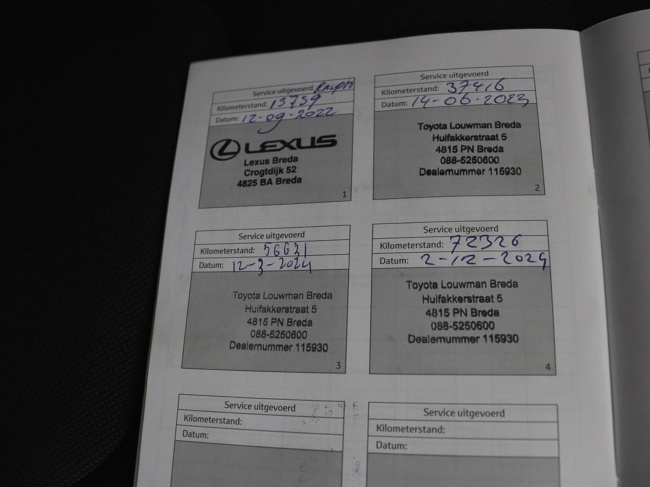 Service uitgevoerd
Kilometerstand: 15759
Datum: 12-09-2022
LEXUS
Lexus Breda
Crogtdijk 52
4825 BA Breda
1
Service uitgevoerd
Kilometerstand: 37416
Datum: 14-06-2023
Toyota Louwman Breda
Huifakkerstraat 5
4815 PN Breda
088-5250600
Dealernummer 115930
2
Service uitgevoerd
Kilometerstand: 56631
Datum: 12-3-2024
Toyota Louwman Breda
Huifakkerstraat 5
4815 PN Breda
088-5250600
Dealernummer 115930
3
Service uitgevoerd
Kilometerstand: 72326
Datum: 2-12-2024
Toyota Louwman Breda
Huifakkerstraat 5
4815 PN Breda
088-5250600
Dealernummer 115930
4
Service uitgevoerd
Kilometerstand:
Datum:
Service uitgevoerd
Kilometerstand:
Datum: